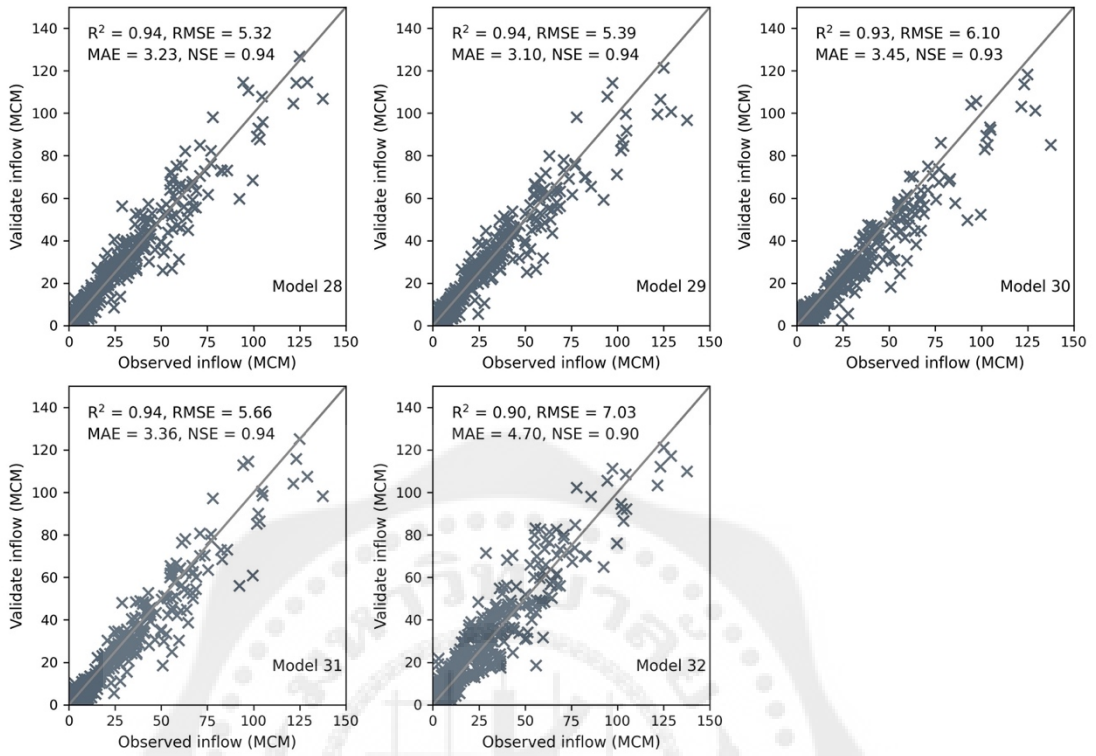 R² = 0.94, RMSE = 5.32
MAE = 3.23, NSE = 0.94
Model 28
Validate inflow (MCM)
0 20 40 60 80 100 120 140
0 25 50 75 100 125 150
Observed inflow (MCM)
R² = 0.94, RMSE = 5.39
MAE = 3.10, NSE = 0.94
Model 29
Validate inflow (MCM)
0 20 40 60 80 100 120 140
0 25 50 75 100 125 150
Observed inflow (MCM)
R² = 0.93, RMSE = 6.10
MAE = 3.45, NSE = 0.93
Model 30
Validate inflow (MCM)
0 20 40 60 80 100 120 140
0 25 50 75 100 125 150
Observed inflow (MCM)
R² = 0.94, RMSE = 5.66
MAE = 3.36, NSE = 0.94
Model 31
Validate inflow (MCM)
0 20 40 60 80 100 120 140
0 25 50 75 100 125 150
Observed inflow (MCM)
R² = 0.90, RMSE = 7.03
MAE = 4.70, NSE = 0.90
Model 32
Validate inflow (MCM)
0 20 40 60 80 100 120 140
0 25 50 75 100 125 150
Observed inflow (MCM)